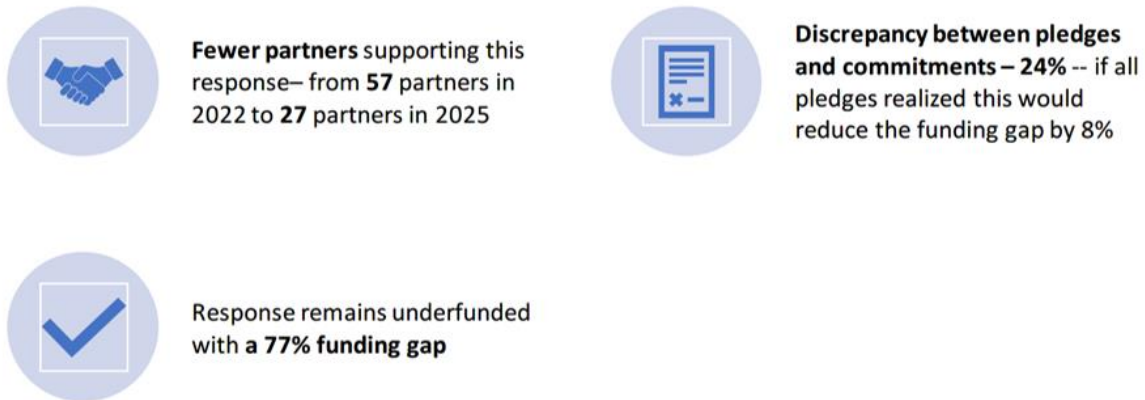 Fewer partners supporting this
response– from 57 partners in
2022 to 27 partners in 2025
Discrepancy between pledges
and commitments – 24% -- if all
pledges realized this would
reduce the funding gap by 8%
Response remains underfunded
with a 77% funding gap